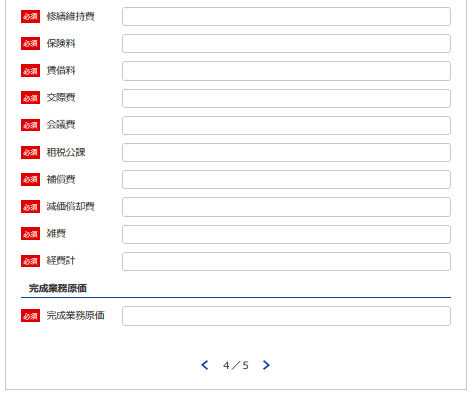 必須 修繕維持費
必須 保険料
必須 賃借料
必須 交際費
必須 会議費
必須 租税公課
必須 補償費
必須 減価償却費
必須 雑費
必須 経費計
完成業務原価
必須 完成業務原価
4／5